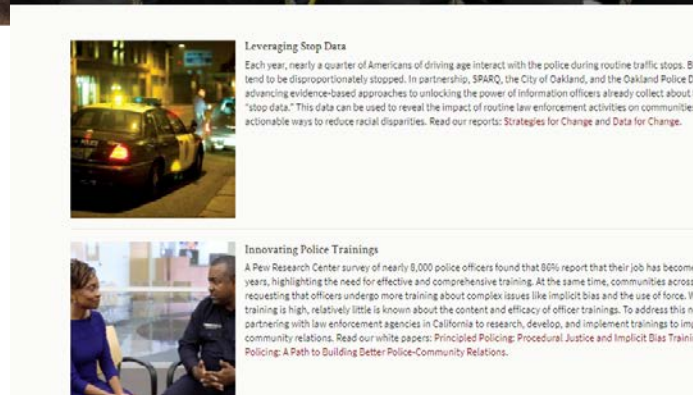 Leveraging Stop Data
Each year, nearly a quarter of Americans of driving age interact with the police during routine traffic stops. B
tend to be disproportionately stopped. In partnership, SPARQ, the City of Oakland, and the Oakland Police D
advancing evidence-based approaches to unlocking the power of information officers already collect about
"stop data." This data can be used to reveal the impact of routine law enforcement activities on communities
actionable ways to reduce racial disparities. Read our reports: Strategies for Change and Data for Change.
Innovating Police Trainings
A Pew Research Center survey of nearly 8,000 police officers found that 86% report that their job has become
years, highlighting the need for effective and comprehensive training. At the same time, communities across
requesting that officers undergo more training about complex issues like implicit bias and the use of force. W
training is high, relatively little is known about the content and efficacy of officer trainings. To address this n
partnering with law enforcement agencies in California to research, develop, and implement trainings to imp
community relations. Read our white papers: Principled Policing: Procedural Justice and Implicit Bias Traini
Policing: A Path to Building Better Police-Community Relations.